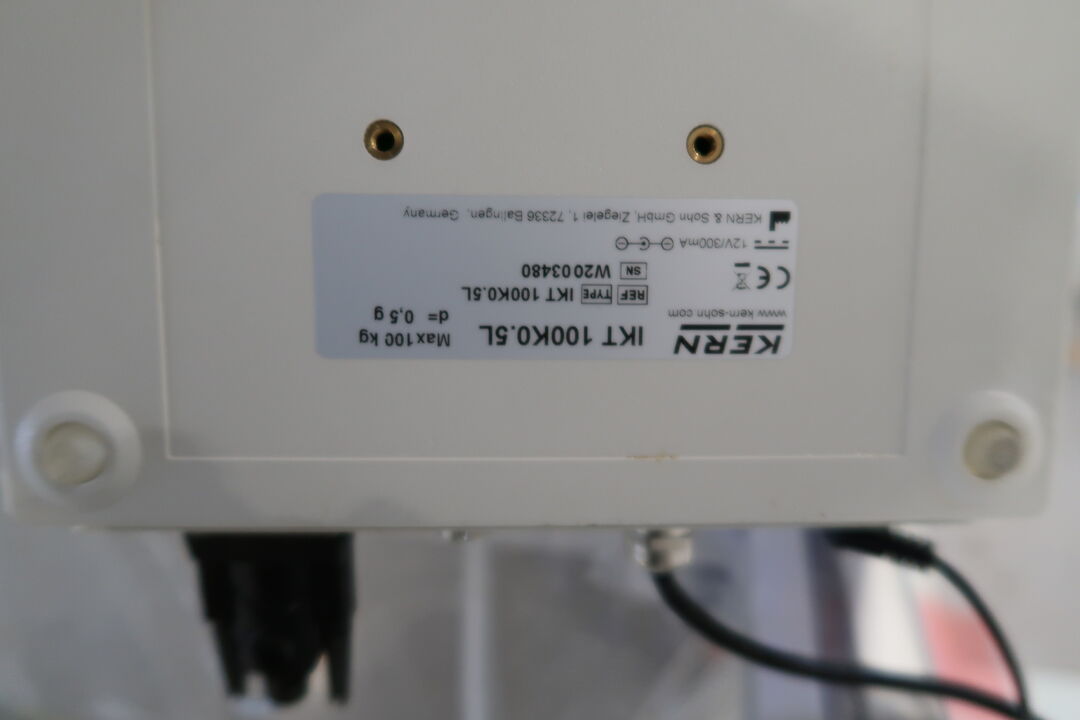 KERN IKT 100K0.5L Max 100 kg
www.kern-sohn.com d= 0,5 g
REF TYPE IKT 100K0.5L
CE SN W2003480
12V/300mA
KERN & Sohn GmbH, Ziegelei 1, 72336 Balingen, Germany